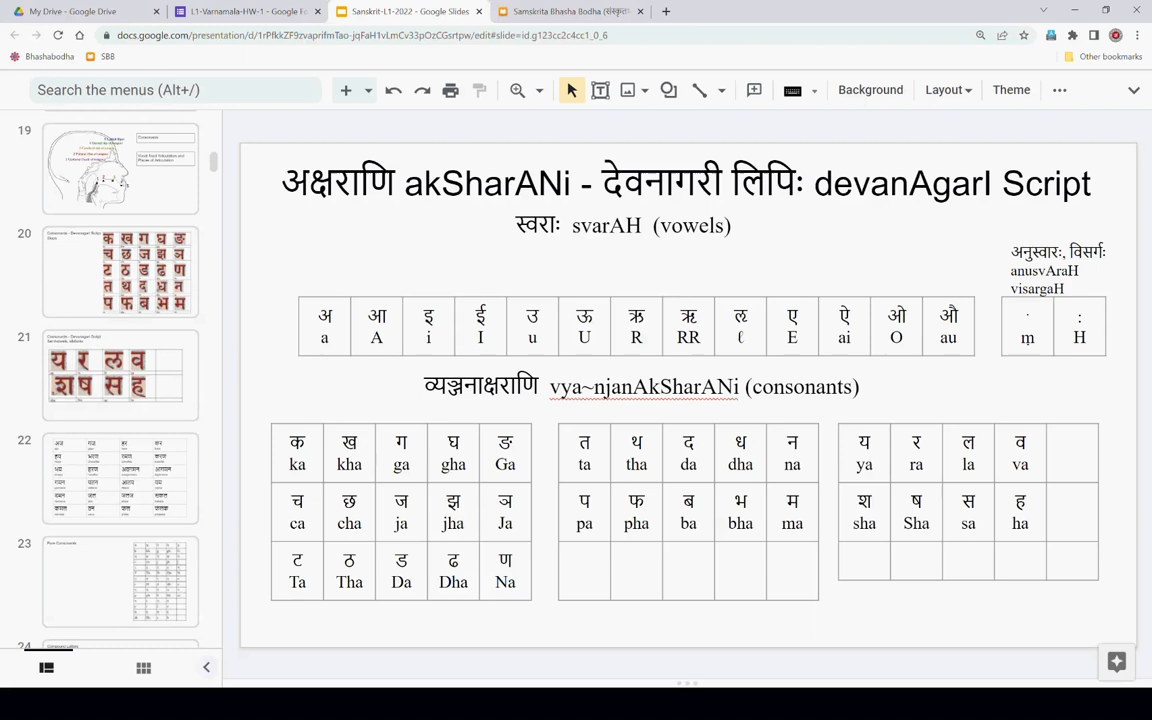 My Drive - Google Drive
L1-Varnamala-HW-1 - Google Fo
Sanskrit-L1-2022 - Google Slides
Samskrita Bhasha Bodha (संस्कृत
docs.google.com/presentation/d/1rPfkkZF9zvaprifmTao-jqFaH1vLmCv33pOzCGsrtpw/edit#slide=id.g123cc2c4cc1_0_6
Bhashabodha
SBB
Other bookmarks
Search the menus (Alt+/)
Background
Layout
Theme
19
20
21
22
23
24
अक्षराणि akSharANi - देवनागरी लिपिः devanAgarI Script
स्वराः svarAH (vowels)
अनुस्वारः, विसर्गः
anusvAraH
visargaH
अ आ इ ई उ ऊ ऋ ॠ ऌ ए ऐ ओ औ ं :
a A i I u U R RR ℓ E ai O au ṃ H
व्यञ्जनाक्षराणि vya~njanAkSharANi (consonants)
क ख ग घ ङ त थ द ध न य र ल व
ka kha ga gha Ga ta tha da dha na ya ra la va
च छ ज झ ञ प फ ब भ म श ष स ह
ca cha ja jha Ja pa pha ba bha ma sha Sha sa ha
ट ठ ड ढ ण
Ta Tha Da Dha Na